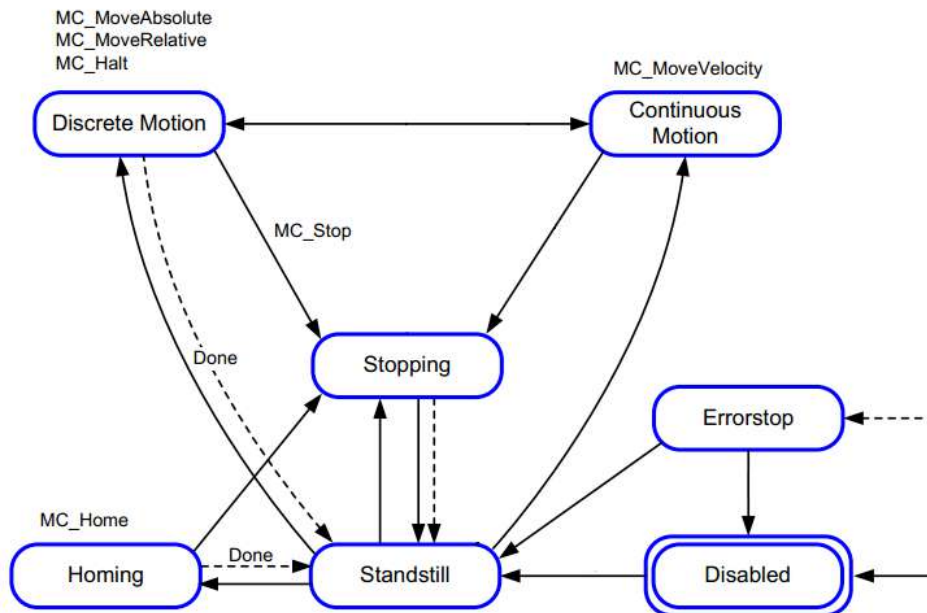 MC_MoveAbsolute
MC_MoveRelative
MC_Halt
MC_MoveVelocity
Discrete Motion
Continuous
Motion
MC_Stop
Done
Stopping
Errorstop
MC_Home
Done
Homing
Standstill
Disabled